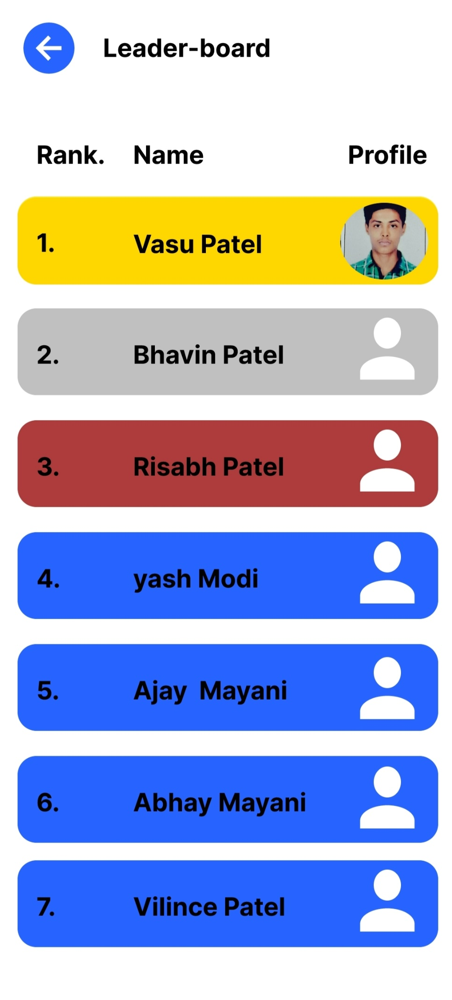 Leader-board
Rank. Name Profile
1. Vasu Patel
2. Bhavin Patel
3. Risabh Patel
4. yash Modi
5. Ajay  Mayani
6. Abhay Mayani
7. Vilince Patel